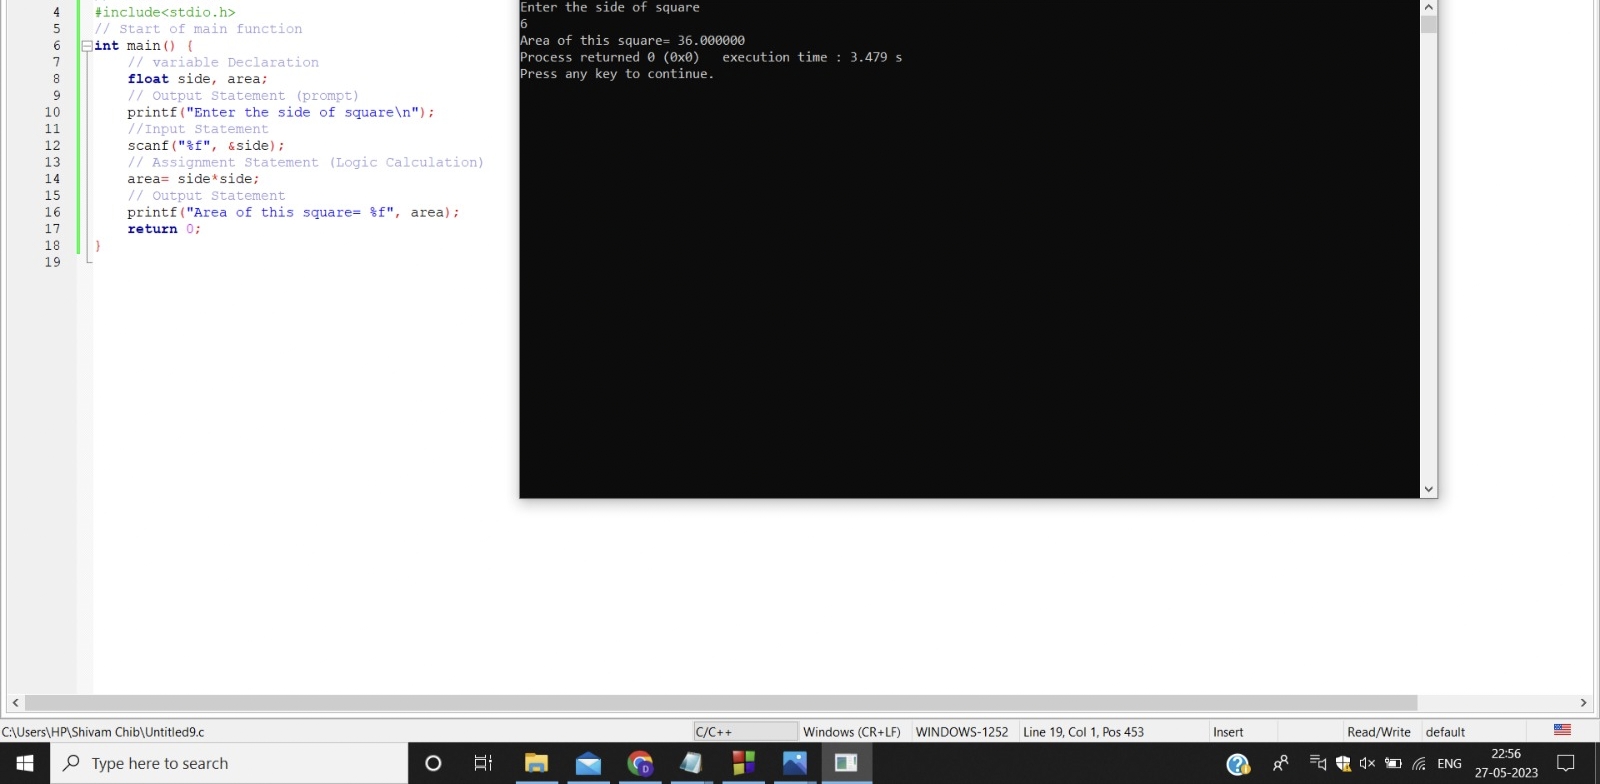 4 #include<stdio.h>
5 // Start of main function
6 int main() {
7 // variable Declaration
8 float side, area;
9 // Output Statement (prompt)
10 printf("Enter the side of square\n");
11 //Input Statement
12 scanf("%f", &side);
13 // Assignment Statement (Logic Calculation)
14 area= side*side;
15 // Output Statement
16 printf("Area of this square= %f", area);
17 return 0;
18 }
19
Enter the side of square
6
Area of this square= 36.000000
Process returned 0 (0x0)   execution time : 3.479 s
Press any key to continue.
C:\Users\HP\Shivam Chib\Untitled9.c C/C++ Windows (CR+LF) WINDOWS-1252 Line 19, Col 1, Pos 453 Insert Read/Write default
Type here to search
D
ENG
22:56
27-05-2023